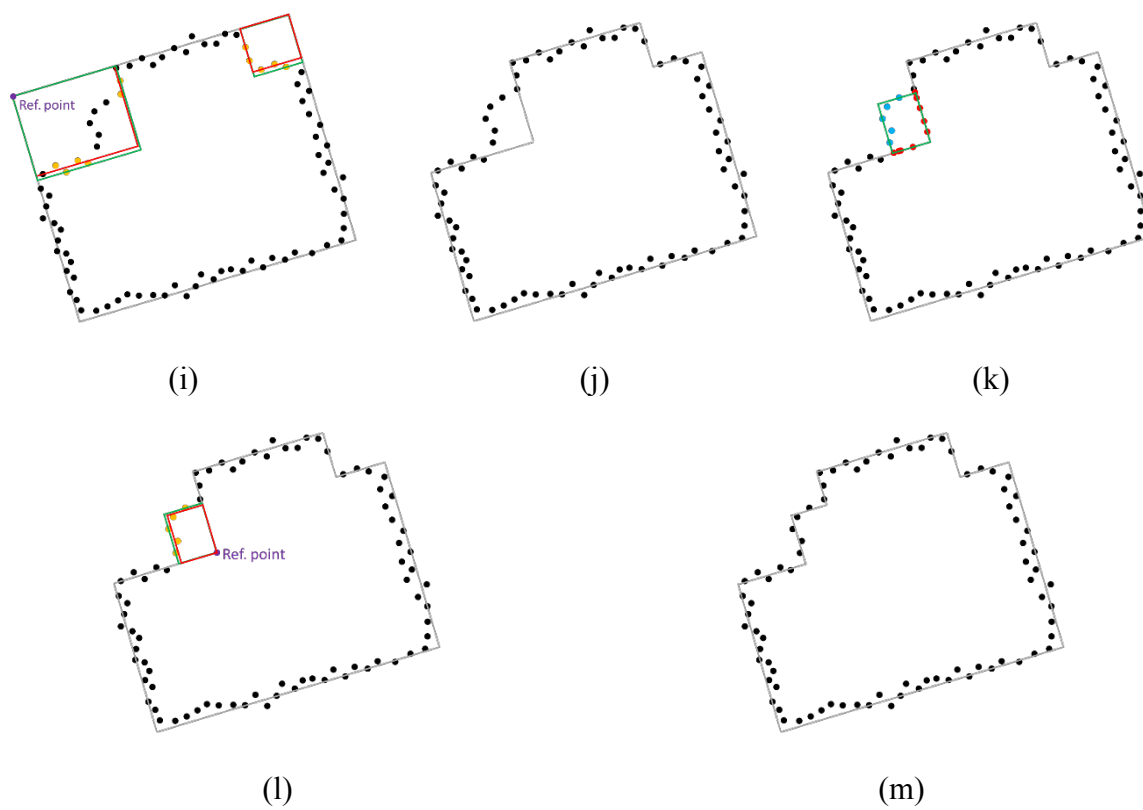 Ref. point
(i)
(j)
(k)
Ref. point
(l)
(m)